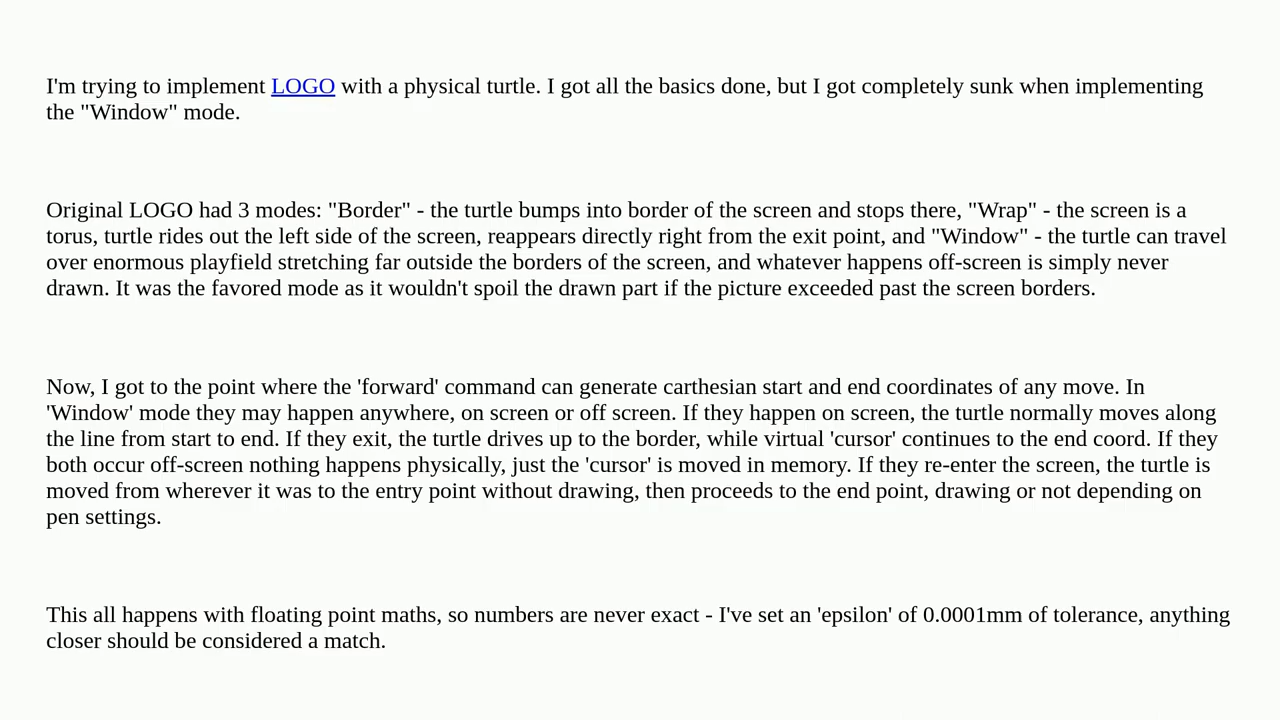 I'm trying to implement LOGO with a physical turtle. I got all the basics done, but I got completely sunk when implementing
the "Window" mode.
Original LOGO had 3 modes: "Border" - the turtle bumps into border of the screen and stops there, "Wrap" - the screen is a
torus, turtle rides out the left side of the screen, reappears directly right from the exit point, and "Window" - the turtle can travel
over enormous playfield stretching far outside the borders of the screen, and whatever happens off-screen is simply never
drawn. It was the favored mode as it wouldn't spoil the drawn part if the picture exceeded past the screen borders.
Now, I got to the point where the 'forward' command can generate carthesian start and end coordinates of any move. In
'Window' mode they may happen anywhere, on screen or off screen. If they happen on screen, the turtle normally moves along
the line from start to end. If they exit, the turtle drives up to the border, while virtual 'cursor' continues to the end coord. If they
both occur off-screen nothing happens physically, just the 'cursor' is moved in memory. If they re-enter the screen, the turtle is
moved from wherever it was to the entry point without drawing, then proceeds to the end point, drawing or not depending on
pen settings.
This all happens with floating point maths, so numbers are never exact - I've set an 'epsilon' of 0.0001mm of tolerance, anything
closer should be considered a match.